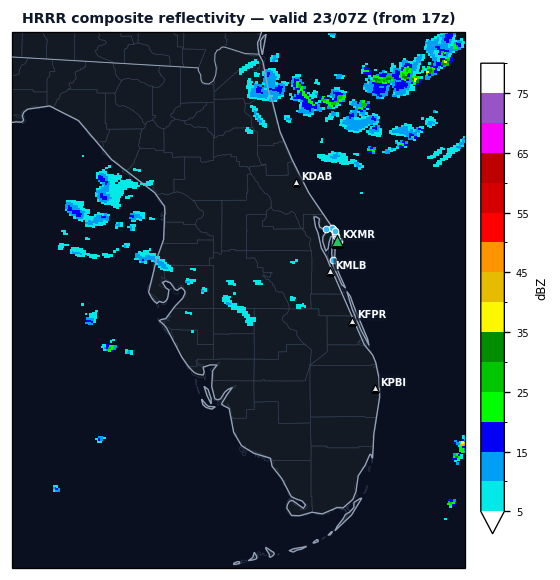 HRRR composite reflectivity — valid 23/07Z (from 17z)
KDAB
KXMR
KMLB
KFPR
KPBI
75
65
55
45
35
25
15
5
dBZ